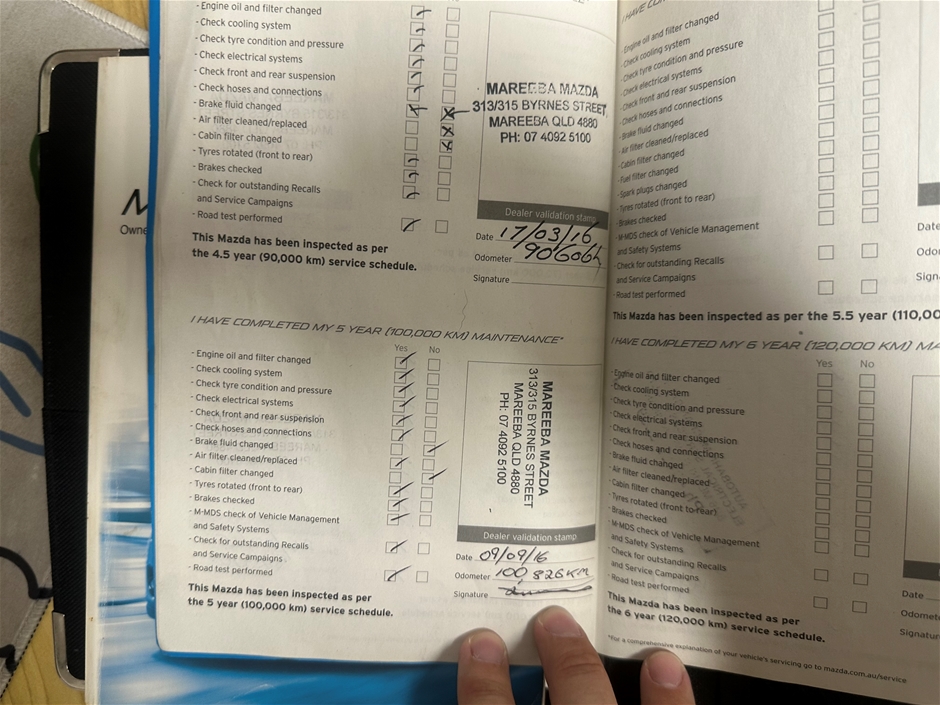 - Engine oil and filter changed
- Check cooling system
- Check tyre condition and pressure
- Check electrical systems
- Check front and rear suspension
- Check hoses and connections
- Brake fluid changed
- Air filter cleaned/replaced
- Cabin filter changed
- Tyres rotated (front to rear)
- Brakes checked
- Check for outstanding Recalls
and Service Campaigns
- Road test performed
This Mazda has been inspected as per
the 4.5 year (90,000 km) service schedule.
MAREEBA MAZDA
313/315 BYRNES STREET
MAREEBA QLD 4880
PH: 07 4092 5100
Dealer validation stamp
Date 17/03/16
Odometer 90606k
Signature
I HAVE COMPLETED MY 5 YEAR (100,000 KM) MAINTENANCE*
Yes No
- Engine oil and filter changed
- Check cooling system
- Check tyre condition and pressure
- Check electrical systems
- Check front and rear suspension
- Check hoses and connections
- Brake fluid changed
- Air filter cleaned/replaced
- Cabin filter changed
- Tyres rotated (front to rear)
- Brakes checked
- M-MDS check of Vehicle Management
and Safety Systems
- Check for outstanding Recalls
and Service Campaigns
- Road test performed
This Mazda has been inspected as per
the 5 year (100,000 km) service schedule.
MAREEBA MAZDA
313/315 BYRNES STREET
MAREEBA QLD 4880
PH: 07 4092 5100
Dealer validation stamp
Date 09/09/16
Odometer 100,826KM
Signature
I HAVE
- Engine oil and filter changed
- Check cooling system
- Check tyre condition and pressure
- Check electrical systems
- Check front and rear suspension
- Check hoses and connections
- Brake fluid changed
- Air filter cleaned/replaced
- Cabin filter changed
- Fuel filter changed
- Spark plugs changed
- Tyres rotated (front to rear)
- Brakes checked
- M-MDS check of Vehicle Management
and Safety Systems
- Check for outstanding Recalls
and Service Campaigns
- Road test performed
This Mazda has been inspected as per the 5.5 year (110,00
Date
Odo
Sign
I HAVE COMPLETED MY 6 YEAR (120,000 KM) MA
Yes No
- Engine oil and filter changed
- Check cooling system
- Check tyre condition and pressure
- Check electrical systems
- Check front and rear suspension
- Check hoses and connections
- Brake fluid changed
- Air filter cleaned/replaced
- Cabin filter changed
- Tyres rotated (front to rear)
- Brakes checked
- M-MDS check of Vehicle Management
and Safety Systems
- Check for outstanding Recalls
and Service Campaigns
- Road test performed
This Mazda has been inspected as per
the 6 year (120,000 km) service schedule.
Date
Odomete
Signatur
*For a comprehensive explanation of your vehicle's servicing go to mazda.com.au/service
M
Owne